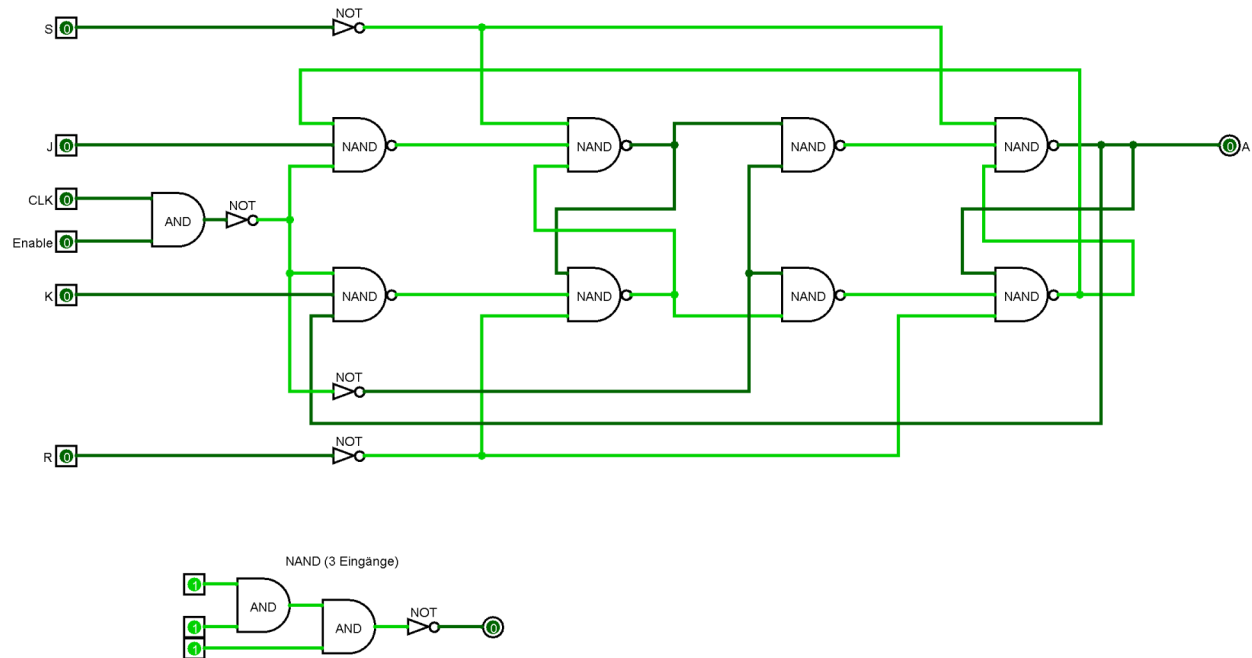 NOT
S 0
NAND NAND NAND NAND
J 0
0 A
CLK 0
NOT
AND
Enable 0
NAND NAND NAND NAND
K 0
NOT
NOT
R 0
NAND (3 Eingänge)
1
AND
NOT
1
AND
0
1